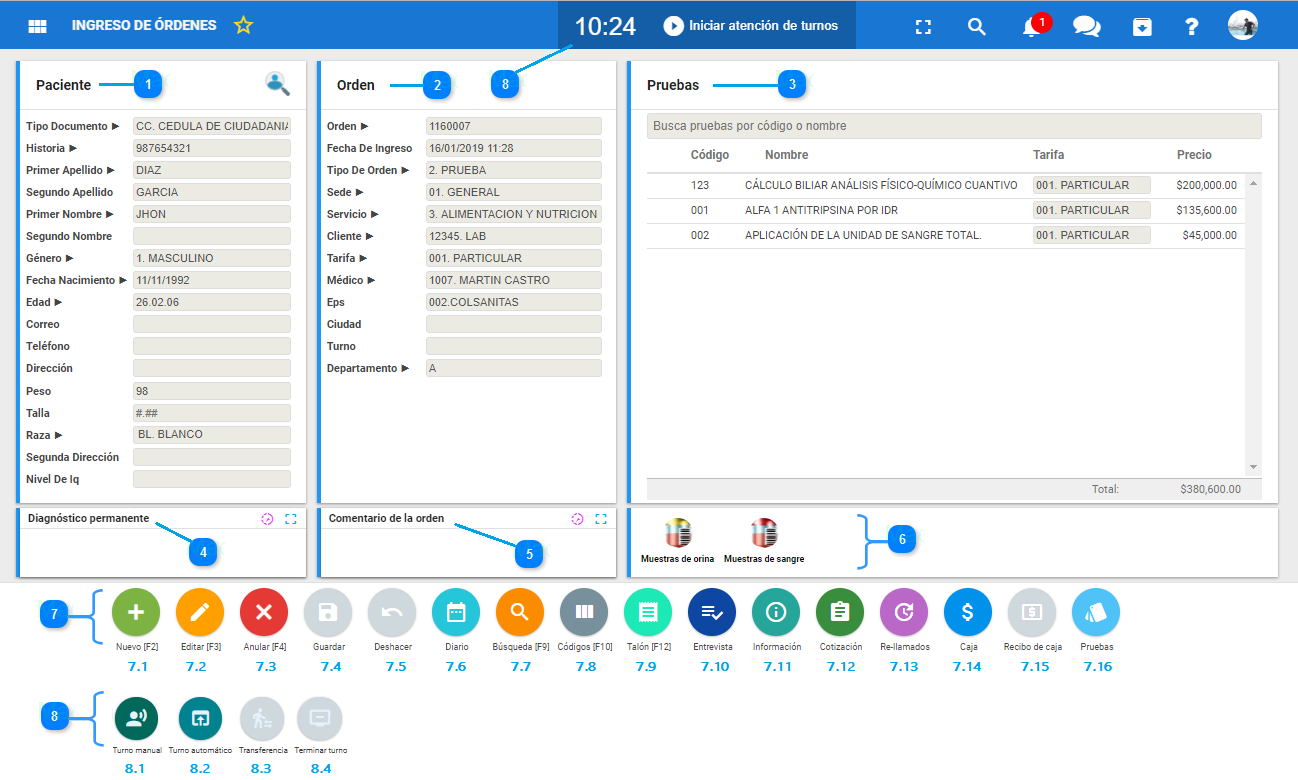 INGRESO DE ÓRDENES
10:24
Iniciar atención de turnos
1
Paciente
1
Tipo Documento ▶ CC. CEDULA DE CIUDADANIA
Historia ▶ 987654321
Primer Apellido ▶ DIAZ
Segundo Apellido GARCIA
Primer Nombre ▶ JHON
Segundo Nombre
Género ▶ 1. MASCULINO
Fecha Nacimiento ▶ 11/11/1992
Edad ▶ 26.02.06
Correo
Teléfono
Dirección
Peso 98
Talla #.##
Raza ▶ BL. BLANCO
Segunda Dirección
Nivel De Iq
Orden
2
8
Orden ▶ 1160007
Fecha De Ingreso 16/01/2019 11:28
Tipo De Orden ▶ 2. PRUEBA
Sede ▶ 01. GENERAL
Servicio ▶ 3. ALIMENTACION Y NUTRICION
Cliente ▶ 12345. LAB
Tarifa ▶ 001. PARTICULAR
Médico ▶ 1007. MARTIN CASTRO
Eps 002.COLSANITAS
Ciudad
Turno
Departamento ▶ A
Pruebas
3
Busca pruebas por código o nombre
Código Nombre Tarifa Precio
123 CÁLCULO BILIAR ANÁLISIS FÍSICO-QUÍMICO CUANTIVO 001. PARTICULAR $200,000.00
001 ALFA 1 ANTITRIPSINA POR IDR 001. PARTICULAR $135,600.00
002 APLICACIÓN DE LA UNIDAD DE SANGRE TOTAL. 001. PARTICULAR $45,000.00
Total: $380,600.00
Diagnóstico permanente
4
Comentario de la orden
5
Muestras de orina Muestras de sangre
6
7
Nuevo [F2] Editar [F3] Anular [F4] Guardar Deshacer Diario Búsqueda [F9] Códigos [F10] Talón [F12] Entrevista Información Cotización Re-llamados Caja Recibo de caja Pruebas
7.1 7.2 7.3 7.4 7.5 7.6 7.7 7.8 7.9 7.10 7.11 7.12 7.13 7.14 7.15 7.16
8
Turno manual Turno automático Transferencia Terminar turno
8.1 8.2 8.3 8.4